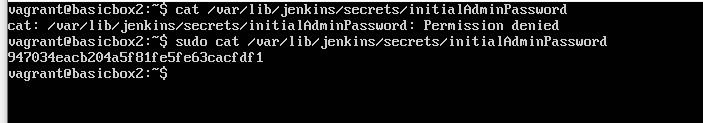 vagrant@basicbox2:~$ cat /var/lib/jenkins/secrets/initialAdminPassword
cat: /var/lib/jenkins/secrets/initialAdminPassword: Permission denied
vagrant@basicbox2:~$ sudo cat /var/lib/jenkins/secrets/initialAdminPassword
947034eacb204a5f81fe5fe63cacfdf1
vagrant@basicbox2:~$